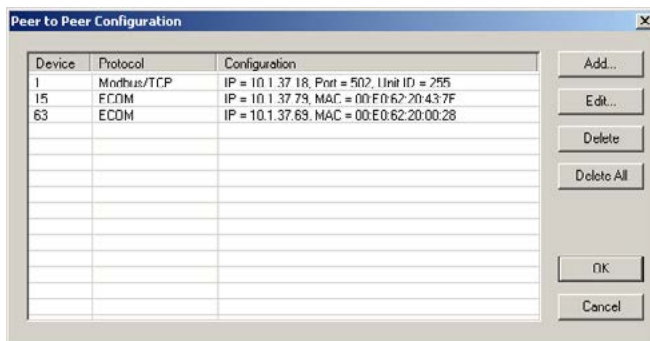 Peer to Peer Configuration
Device Protocol Configuration
1 Modbus/TCP IP = 10.1.37.18, Port = 502, Unit ID = 255
15 ECOM IP = 10.1.37.79, MAC = 00:E0:62:20:43:7F
63 ECOM IP = 10.1.37.69, MAC = 00:E0:62:20:00:28
Add...
Edit...
Delete
Delete All
OK
Cancel